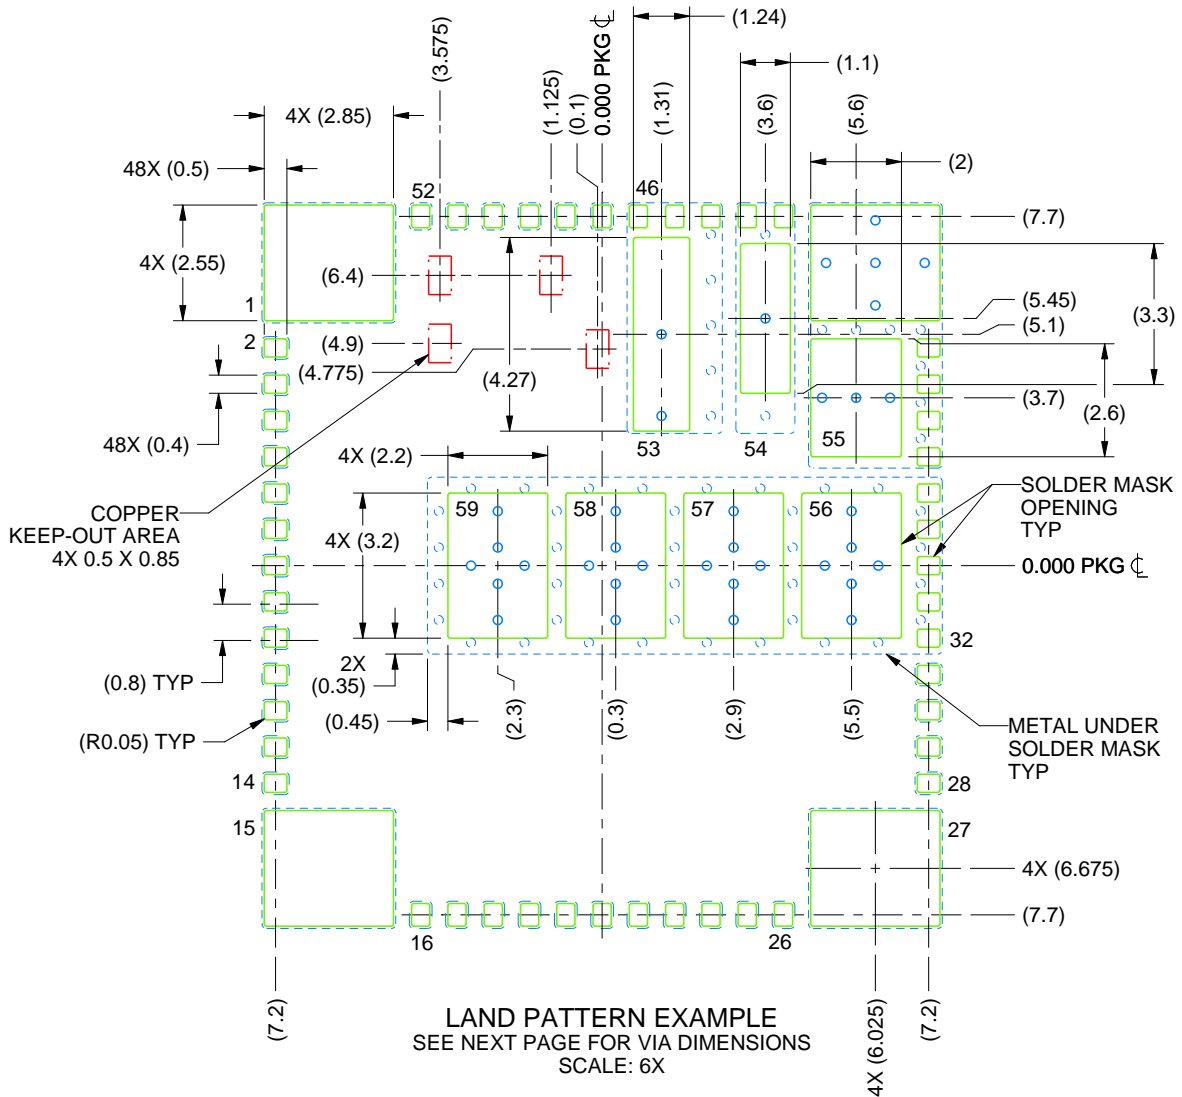 (3.575)
(1.125)
(0.1)
0.000 PKG ℄
(1.31)
(1.24)
(3.6)
(1.1)
(5.6)
(2)
4X (2.85)
48X (0.5)
52
46
(7.7)
4X (2.55)
(6.4)
1
2
(4.9)
(4.775)
(4.27)
(5.45)
(5.1)
(3.3)
(3.7)
(2.6)
48X (0.4)
53
54
55
4X (2.2)
COPPER
KEEP-OUT AREA
4X 0.5 X 0.85
4X (3.2)
59
58
57
56
SOLDER MASK
OPENING
TYP
0.000 PKG ℄
32
(0.8) TYP
2X
(0.35)
(0.45)
(2.3)
(0.3)
(2.9)
(5.5)
(R0.05) TYP
METAL UNDER
SOLDER MASK
TYP
14
28
15
27
4X (6.675)
(7.7)
16
26
(7.2)
4X (6.025)
(7.2)
LAND PATTERN EXAMPLE
SEE NEXT PAGE FOR VIA DIMENSIONS
SCALE: 6X